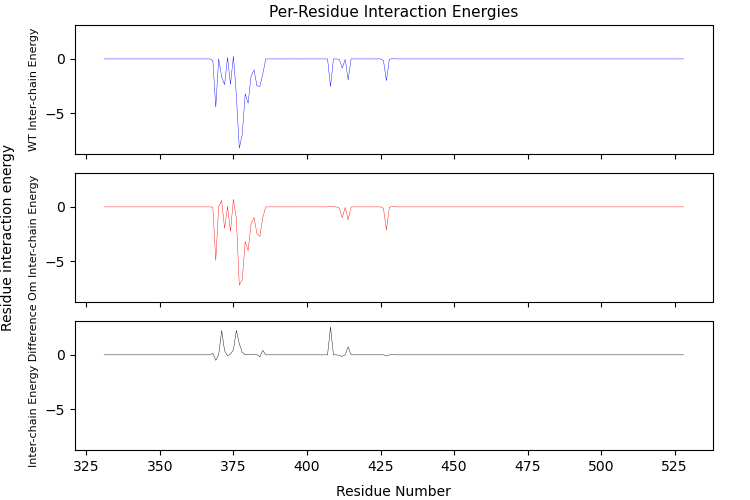 Per-Residue Interaction Energies
Residue interaction energy
WT Inter-chain Energy
0
−5
Om Inter-chain Energy
0
−5
Inter-chain Energy Difference
0
−5
325 350 375 400 425 450 475 500 525
Residue Number